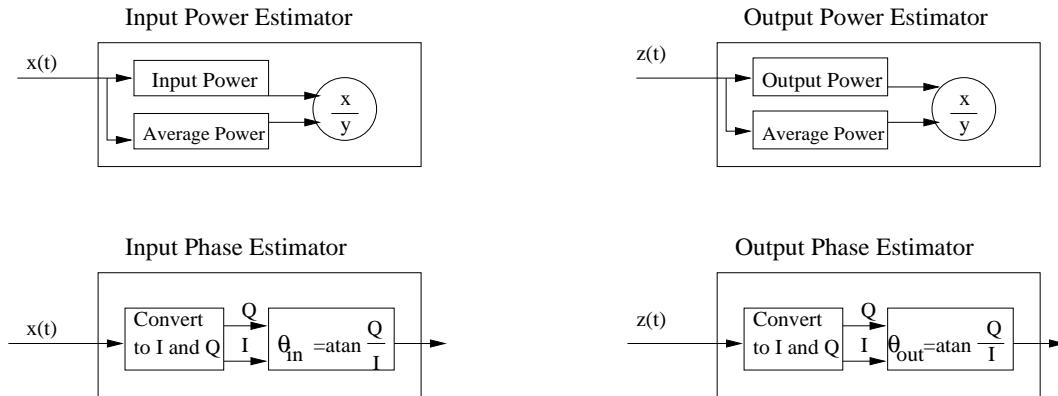 Input Power Estimator
x(t)
Input Power
Average Power
x
y
Output Power Estimator
z(t)
Output Power
Average Power
x
y
Input Phase Estimator
x(t)
Convert
to I and Q
Q
I
θin =atan Q
I
Output Phase Estimator
z(t)
Convert
to I and Q
Q
I
θout=atan Q
I